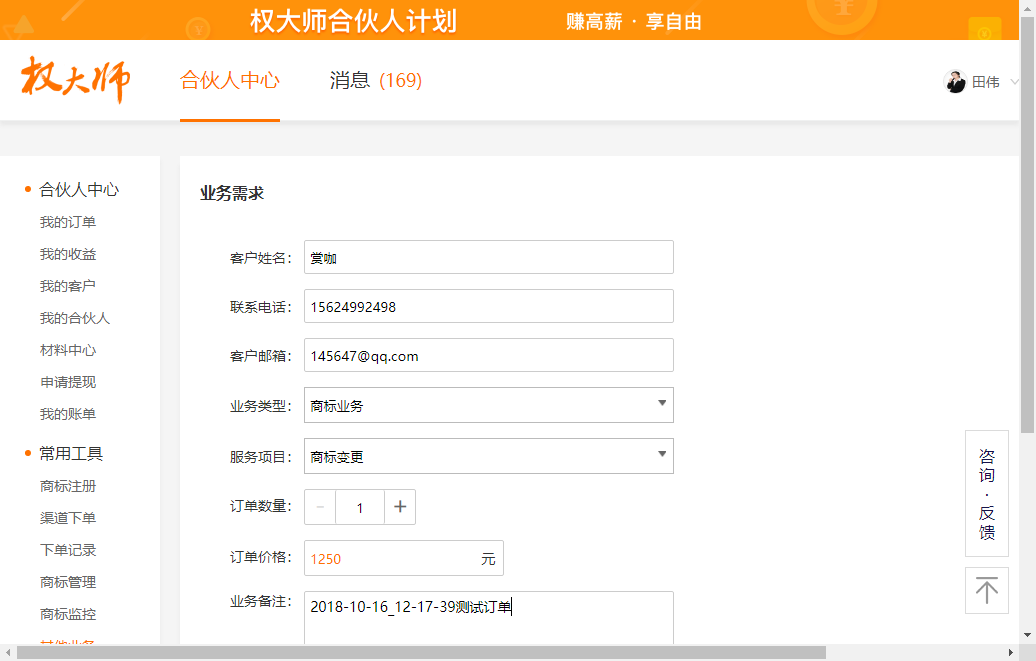 权大师合伙人计划 赚高薪 · 享自由
权大师 合伙人中心 消息 (169) 田伟
合伙人中心
我的订单
我的收益
我的客户
我的合伙人
材料中心
申请提现
我的账单
常用工具
商标注册
渠道下单
下单记录
商标管理
商标监控
其他业务
业务需求
客户姓名： 赏咖
联系电话： 15624992498
客户邮箱： 145647@qq.com
业务类型： 商标业务
服务项目： 商标变更
订单数量： − 1 +
订单价格： 1250 元
业务备注： 2018-10-16_12-17-39测试订单
咨
询
·
反
馈